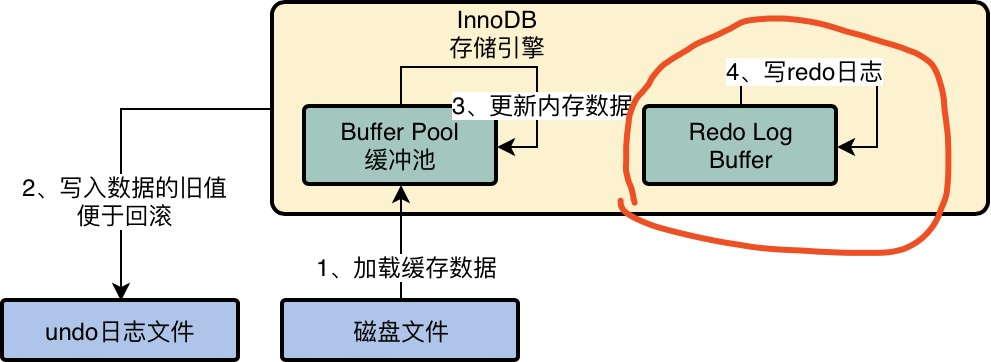 InnoDB
存储引擎
4、写redo日志
3、更新内存数据
Buffer Pool
缓冲池
Redo Log
Buffer
2、写入数据的旧值
便于回滚
1、加载缓存数据
undo日志文件
磁盘文件